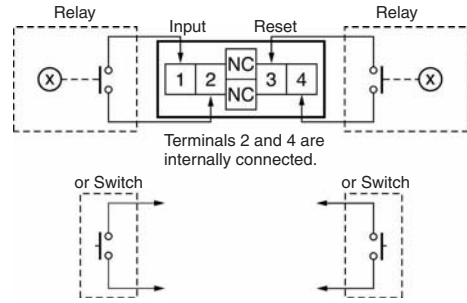 Relay
Input
Reset
Relay
X
1
2
NC
NC
3
4
X
Terminals 2 and 4 are
internally connected.
or Switch
or Switch